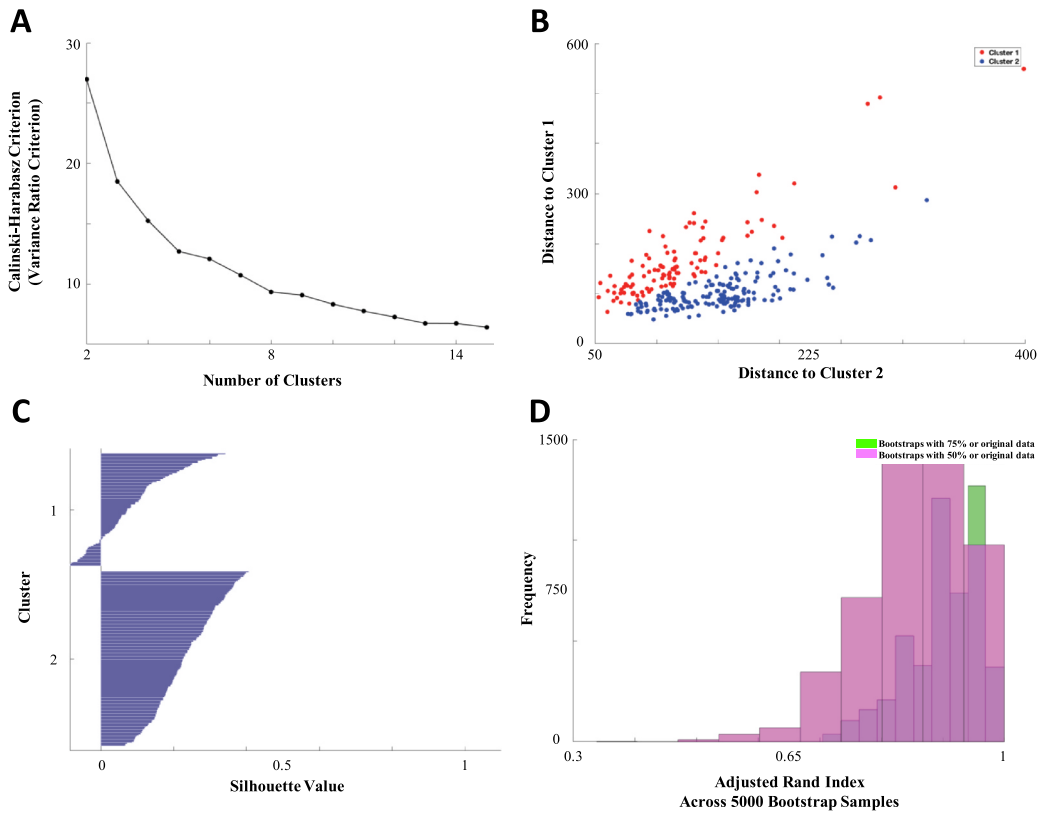 A
30
20
10
Calinski-Harabasz Criterion
(Variance Ratio Criterion)
2
8
14
Number of Clusters
B
600
300
0
Distance to Cluster 1
Cluster 1
Cluster 2
50
225
400
Distance to Cluster 2
C
1
2
Cluster
0
0.5
1
Silhouette Value
D
1500
750
0
Frequency
Bootstraps with 75% or original data
Bootstraps with 50% or original data
0.3
0.65
1
Adjusted Rand Index
Across 5000 Bootstrap Samples